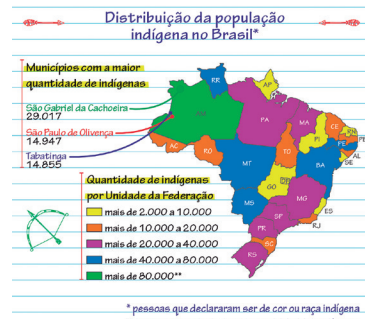 Distribuição da população
indígena no Brasil*
Municípios com a maior
quantidade de indígenas
São Gabriel da Cachoeira
29.017
São Paulo de Olivença
14.947
Tabatinga
14.855
RR
AP
AM
PA
MA
CE
RN
PB
PI
PE
AL
SE
AC
RO
TO
BA
MT
GO
DF
MS
MG
ES
SP
RJ
PR
SC
RS
Quantidade de indígenas
por Unidade da Federação
mais de 2.000 a 10.000
mais de 10.000 a 20.000
mais de 20.000 a 40.000
mais de 40.000 a 80.000
mais de 80.000**
* pessoas que declararam ser de cor ou raça indígena